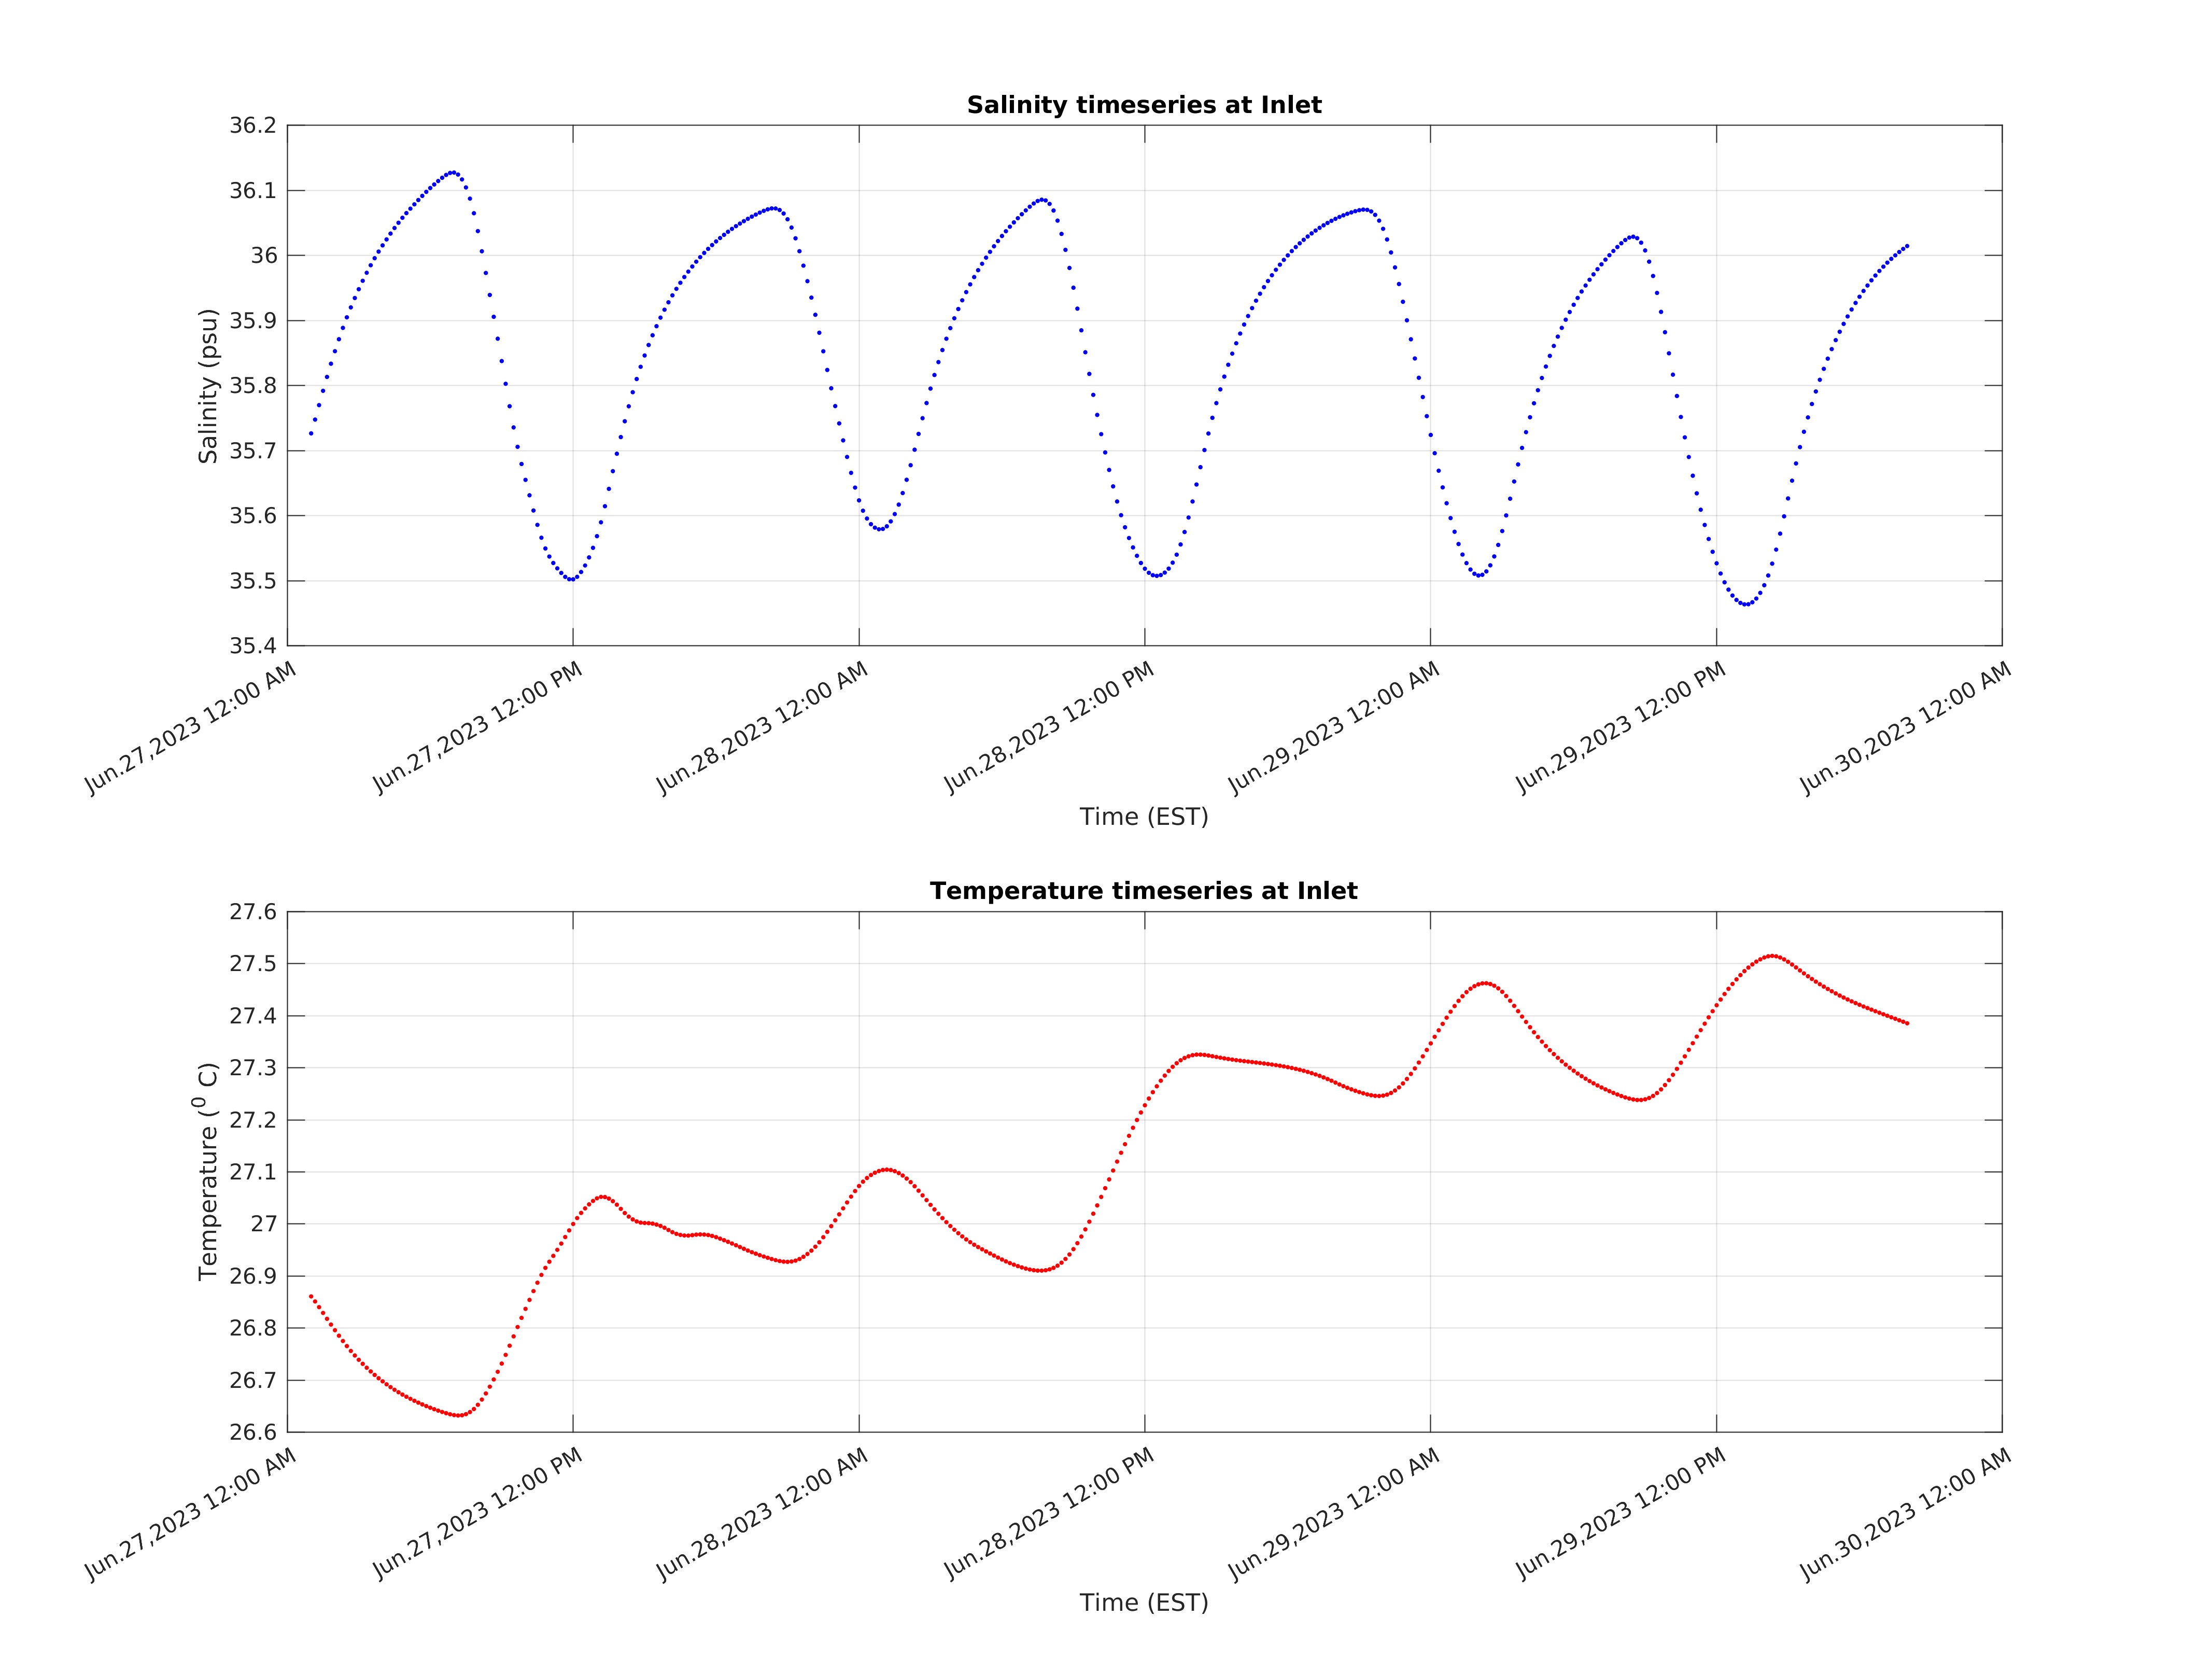 Salinity timeseries at Inlet
Salinity (psu)
36.2
36.1
36
35.9
35.8
35.7
35.6
35.5
35.4
Jun.27,2023 12:00 AM
Jun.27,2023 12:00 PM
Jun.28,2023 12:00 AM
Jun.28,2023 12:00 PM
Jun.29,2023 12:00 AM
Jun.29,2023 12:00 PM
Jun.30,2023 12:00 AM
Time (EST)
Temperature timeseries at Inlet
Temperature (⁰ C)
27.6
27.5
27.4
27.3
27.2
27.1
27
26.9
26.8
26.7
26.6
Jun.27,2023 12:00 AM
Jun.27,2023 12:00 PM
Jun.28,2023 12:00 AM
Jun.28,2023 12:00 PM
Jun.29,2023 12:00 AM
Jun.29,2023 12:00 PM
Jun.30,2023 12:00 AM
Time (EST)